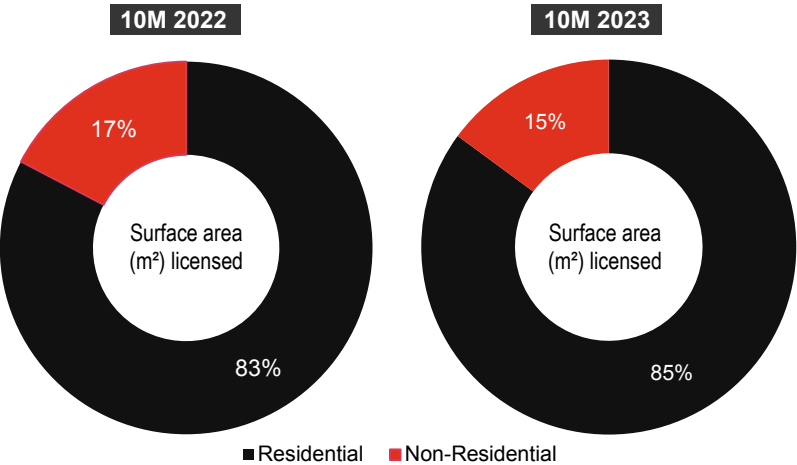 10M 2022
10M 2023
17%
Surface area
(m²) licensed
83%
15%
Surface area
(m²) licensed
85%
Residential
Non-Residential